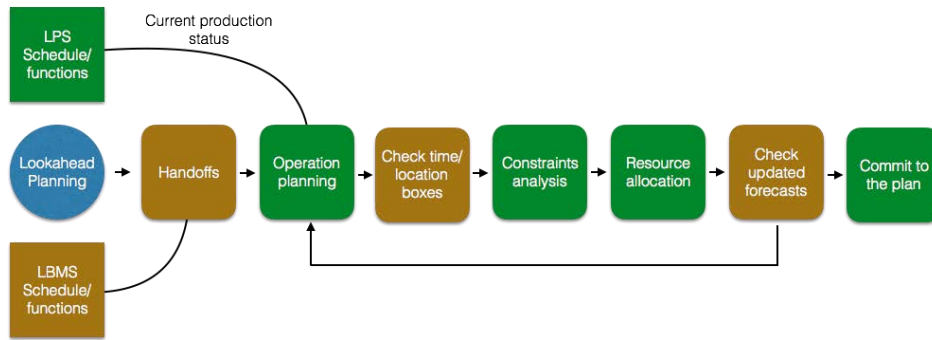 LPS
Schedule/
functions
Current production
status
Lookahead
Planning
Handoffs
Operation
planning
Check time/
location
boxes
Constraints
analysis
Resource
allocation
Check
updated
forecasts
Commit to
the plan
LBMS
Schedule/
functions